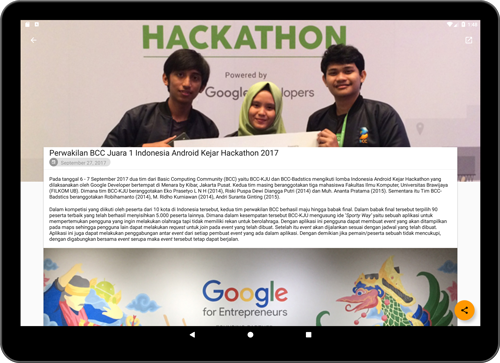 HACKATHON
Powered by
Google Developers
Perwakilan BCC Juara 1 Indonesia Android Kejar Hackathon 2017
September 27, 2017
Pada tanggal 6 - 7 September 2017 dua tim dari Basic Computing Community (BCC) yaitu BCC-KJU dan BCC-Badstics mengikuti lomba Indonesia Android Kejar Hackathon yang
dilaksanakan oleh Google Developer bertempat di Menara by Kibar, Jakarta Pusat. Kedua tim masing beranggotakan tiga mahasiswa Fakultas Ilmu Komputer, Universitas Brawijaya
(FILKOM UB). Dimana tim BCC-KJU beranggotakan Eko Prasetyo L N H (2014), Riski Puspa Dewi Diangga Putri (2014) dan Muh. Ananta Pratama (2015). Sementara itu Tim BCC-
Badstics beranggotakan Robihamanto (2014), M. Ridho Kurniawan (2014), Andri Suranta Ginting (2015).
Dalam kompetisi yang diikuti oleh peserta dari 10 kota di Indonesia tersebut, kedua tim perwakilan BCC berhasil maju hingga babak final. Dalam babak final tersebut terpilih 90
peserta terbaik yang telah berhasil menyisihkan 5.000 peserta lainnya. Dimana dalam kesempatan tersebut BCC-KJU mengusung ide 'Sporty Way' yaitu sebuah aplikasi untuk
mempertemukan pengguna yang ingin melakukan olahraga tapi tidak memiliki rekan untuk berolahraga. Dengan aplikasi ini pengguna dapat membuat event yang akan ditampilkan
pada maps sehingga pengguna lain dapat melakukan request untuk join pada event yang telah dibuat. Setelah itu event akan dijalankan sesuai dengan jadwal yang telah dibuat.
Aplikasi ini juga dapat melakukan penggabungan antar event dari setiap pembuat event yang ada dalam aplikasi. Dengan demikian jika pemain/peserta sebuah tidak mencukupi,
dengan digabungkan bersama event serupa maka event tersebut tetap dapat berjalan.
Google
for Entrepreneurs